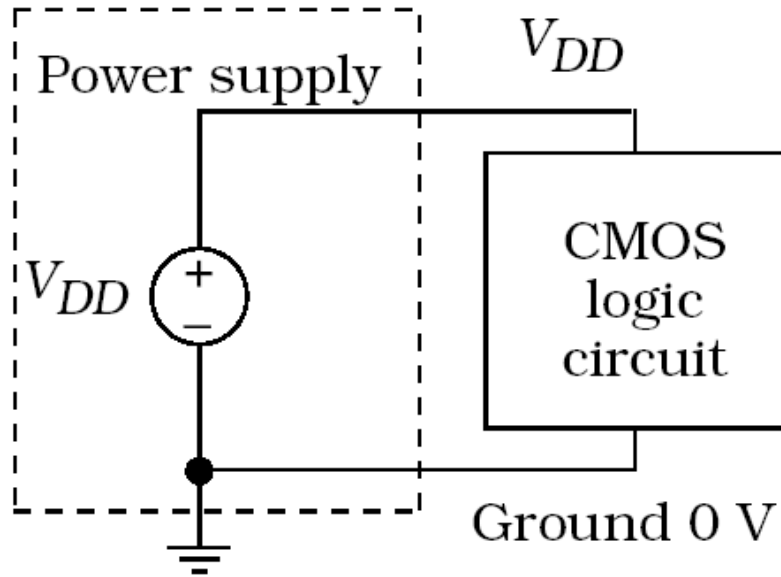 V_DD
Power supply
V_DD
+
−
CMOS
logic
circuit
Ground 0 V